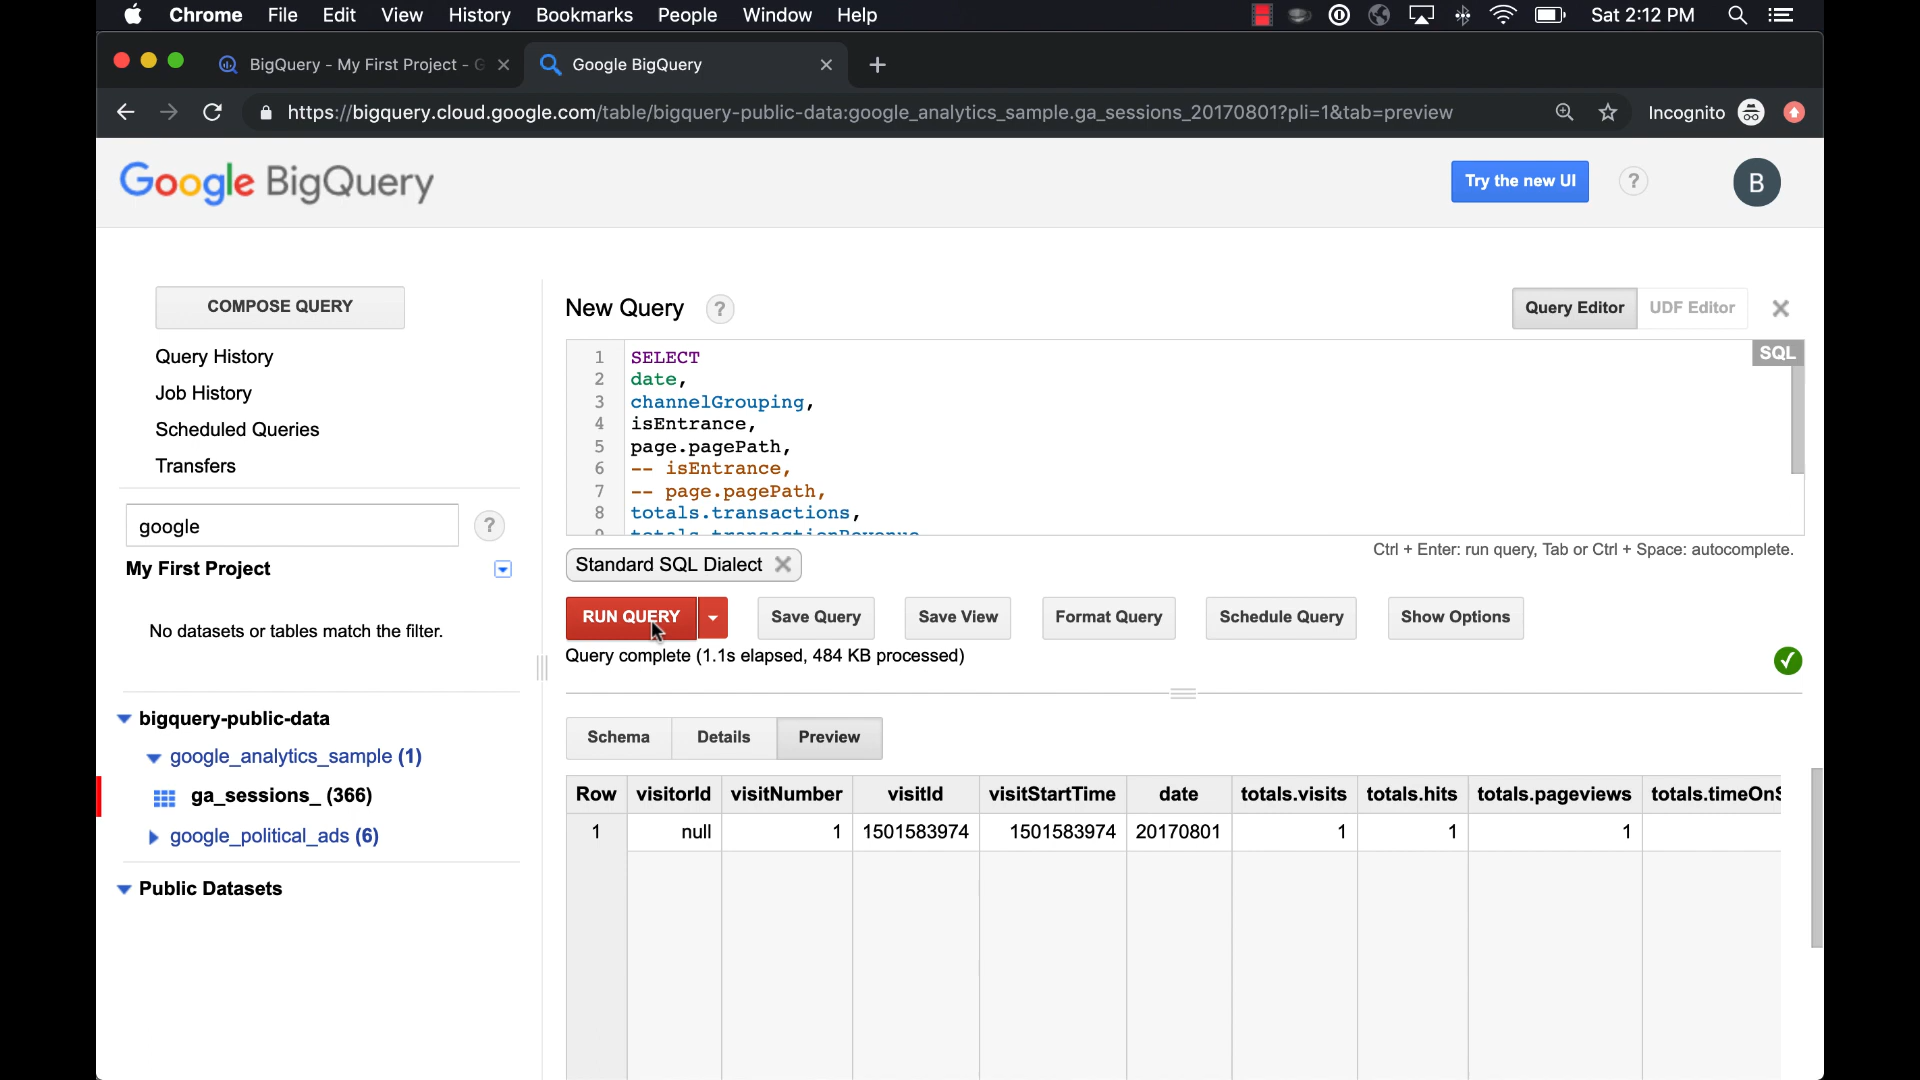 Chrome File Edit View History Bookmarks People Window Help Sat 2:12 PM
BigQuery - My First Project - G Google BigQuery
https://bigquery.cloud.google.com/table/bigquery-public-data:google_analytics_sample.ga_sessions_20170801?pli=1&tab=preview Incognito
Google BigQuery Try the new UI ? B
COMPOSE QUERY
Query History
Job History
Scheduled Queries
Transfers
google ?
My First Project
No datasets or tables match the filter.
bigquery-public-data
google_analytics_sample (1)
ga_sessions_ (366)
google_political_ads (6)
Public Datasets
New Query ? Query Editor UDF Editor
SQL
1 SELECT
2 date,
3 channelGrouping,
4 isEntrance,
5 page.pagePath,
6 -- isEntrance,
7 -- page.pagePath,
8 totals.transactions,
9 totals.transactionRevenue
Ctrl + Enter: run query, Tab or Ctrl + Space: autocomplete.
Standard SQL Dialect
RUN QUERY Save Query Save View Format Query Schedule Query Show Options
Query complete (1.1s elapsed, 484 KB processed)
Schema Details Preview
Row visitorId visitNumber visitId visitStartTime date totals.visits totals.hits totals.pageviews totals.timeOnS
1 null 1 1501583974 1501583974 20170801 1 1 1